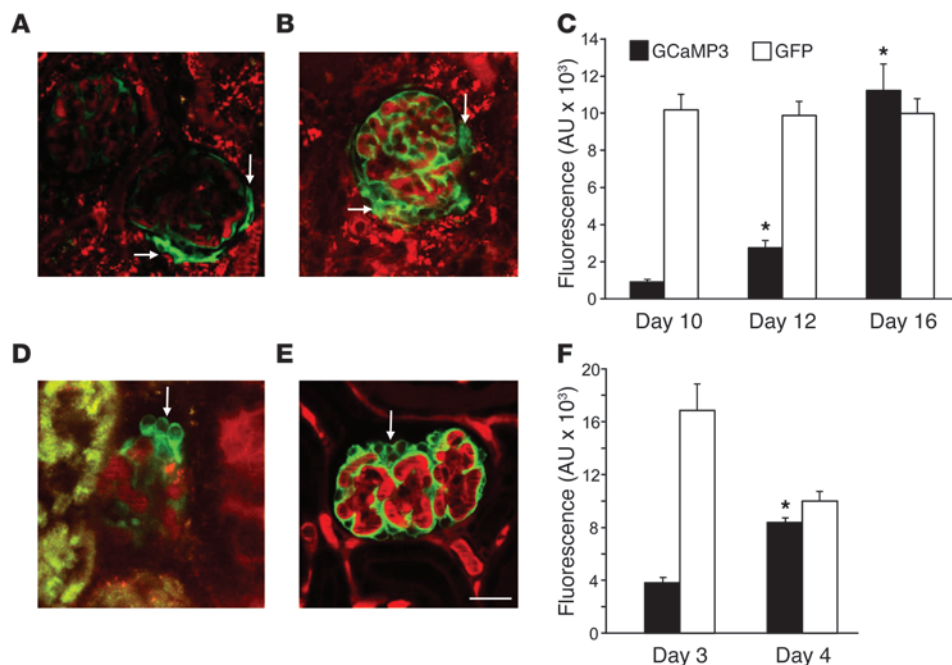 A
B
C
GCaMP3
GFP
Fluorescence (AU x 10³)
14
12
10
8
6
4
2
0
*
*
Day 10
Day 12
Day 16
D
E
F
Fluorescence (AU x 10³)
20
16
12
8
4
0
*
Day 3
Day 4